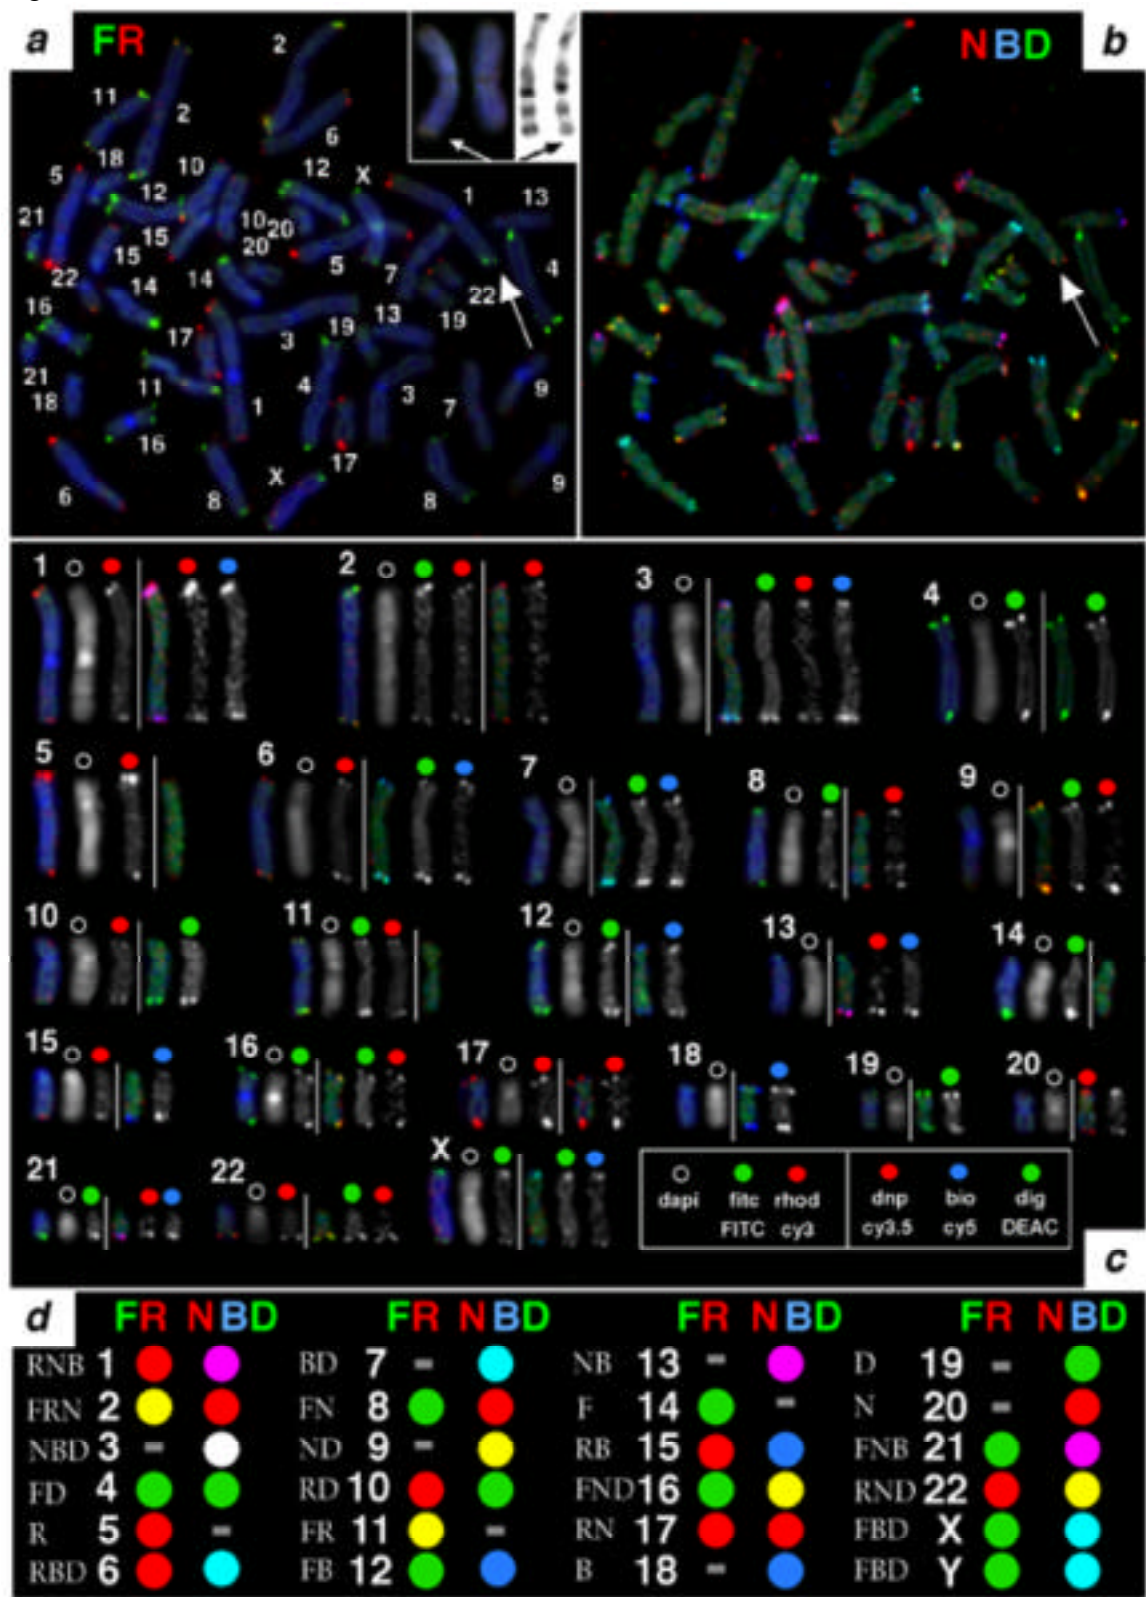 a FR NBD b
2
11
2
6
18
10
12
X
5
12
1
13
21
15
10
20
20
15
5
7
4
22
14
14
22
16
3
19
13
19
17
21
11
9
18
1
4
3
7
16
17
X
6
8
8
9
1 2 3 4
5 6 7 8 9
10 11 12 13 14
15 16 17 18 19 20
21 22 X
dapi fitc rhod dnp bio dig
FITC cy3 cy3.5 cy5 DEAC
c
d FR NBD FR NBD FR NBD FR NBD
RNB 1 BD 7 - NB 13 - D 19 -
FRN 2 FN 8 F 14 - N 20 -
NBD 3 - ND 9 - RB 15 FNB 21
FD 4 RD 10 FND 16 RND 22
R 5 - FR 11 - RN 17 FBD X
RBD 6 FB 12 B 18 - FBD Y